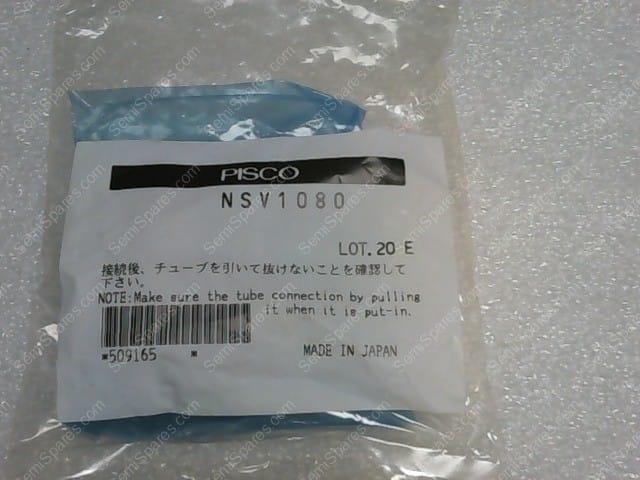 PISCO
NSV1080
LOT.20 E
接続後、チューブを引いて抜けないことを確認して
下さい。
NOTE:Make sure the tube connection by pulling
it when it is put-in.
*509165 *
MADE IN JAPAN
SemiSpares.com